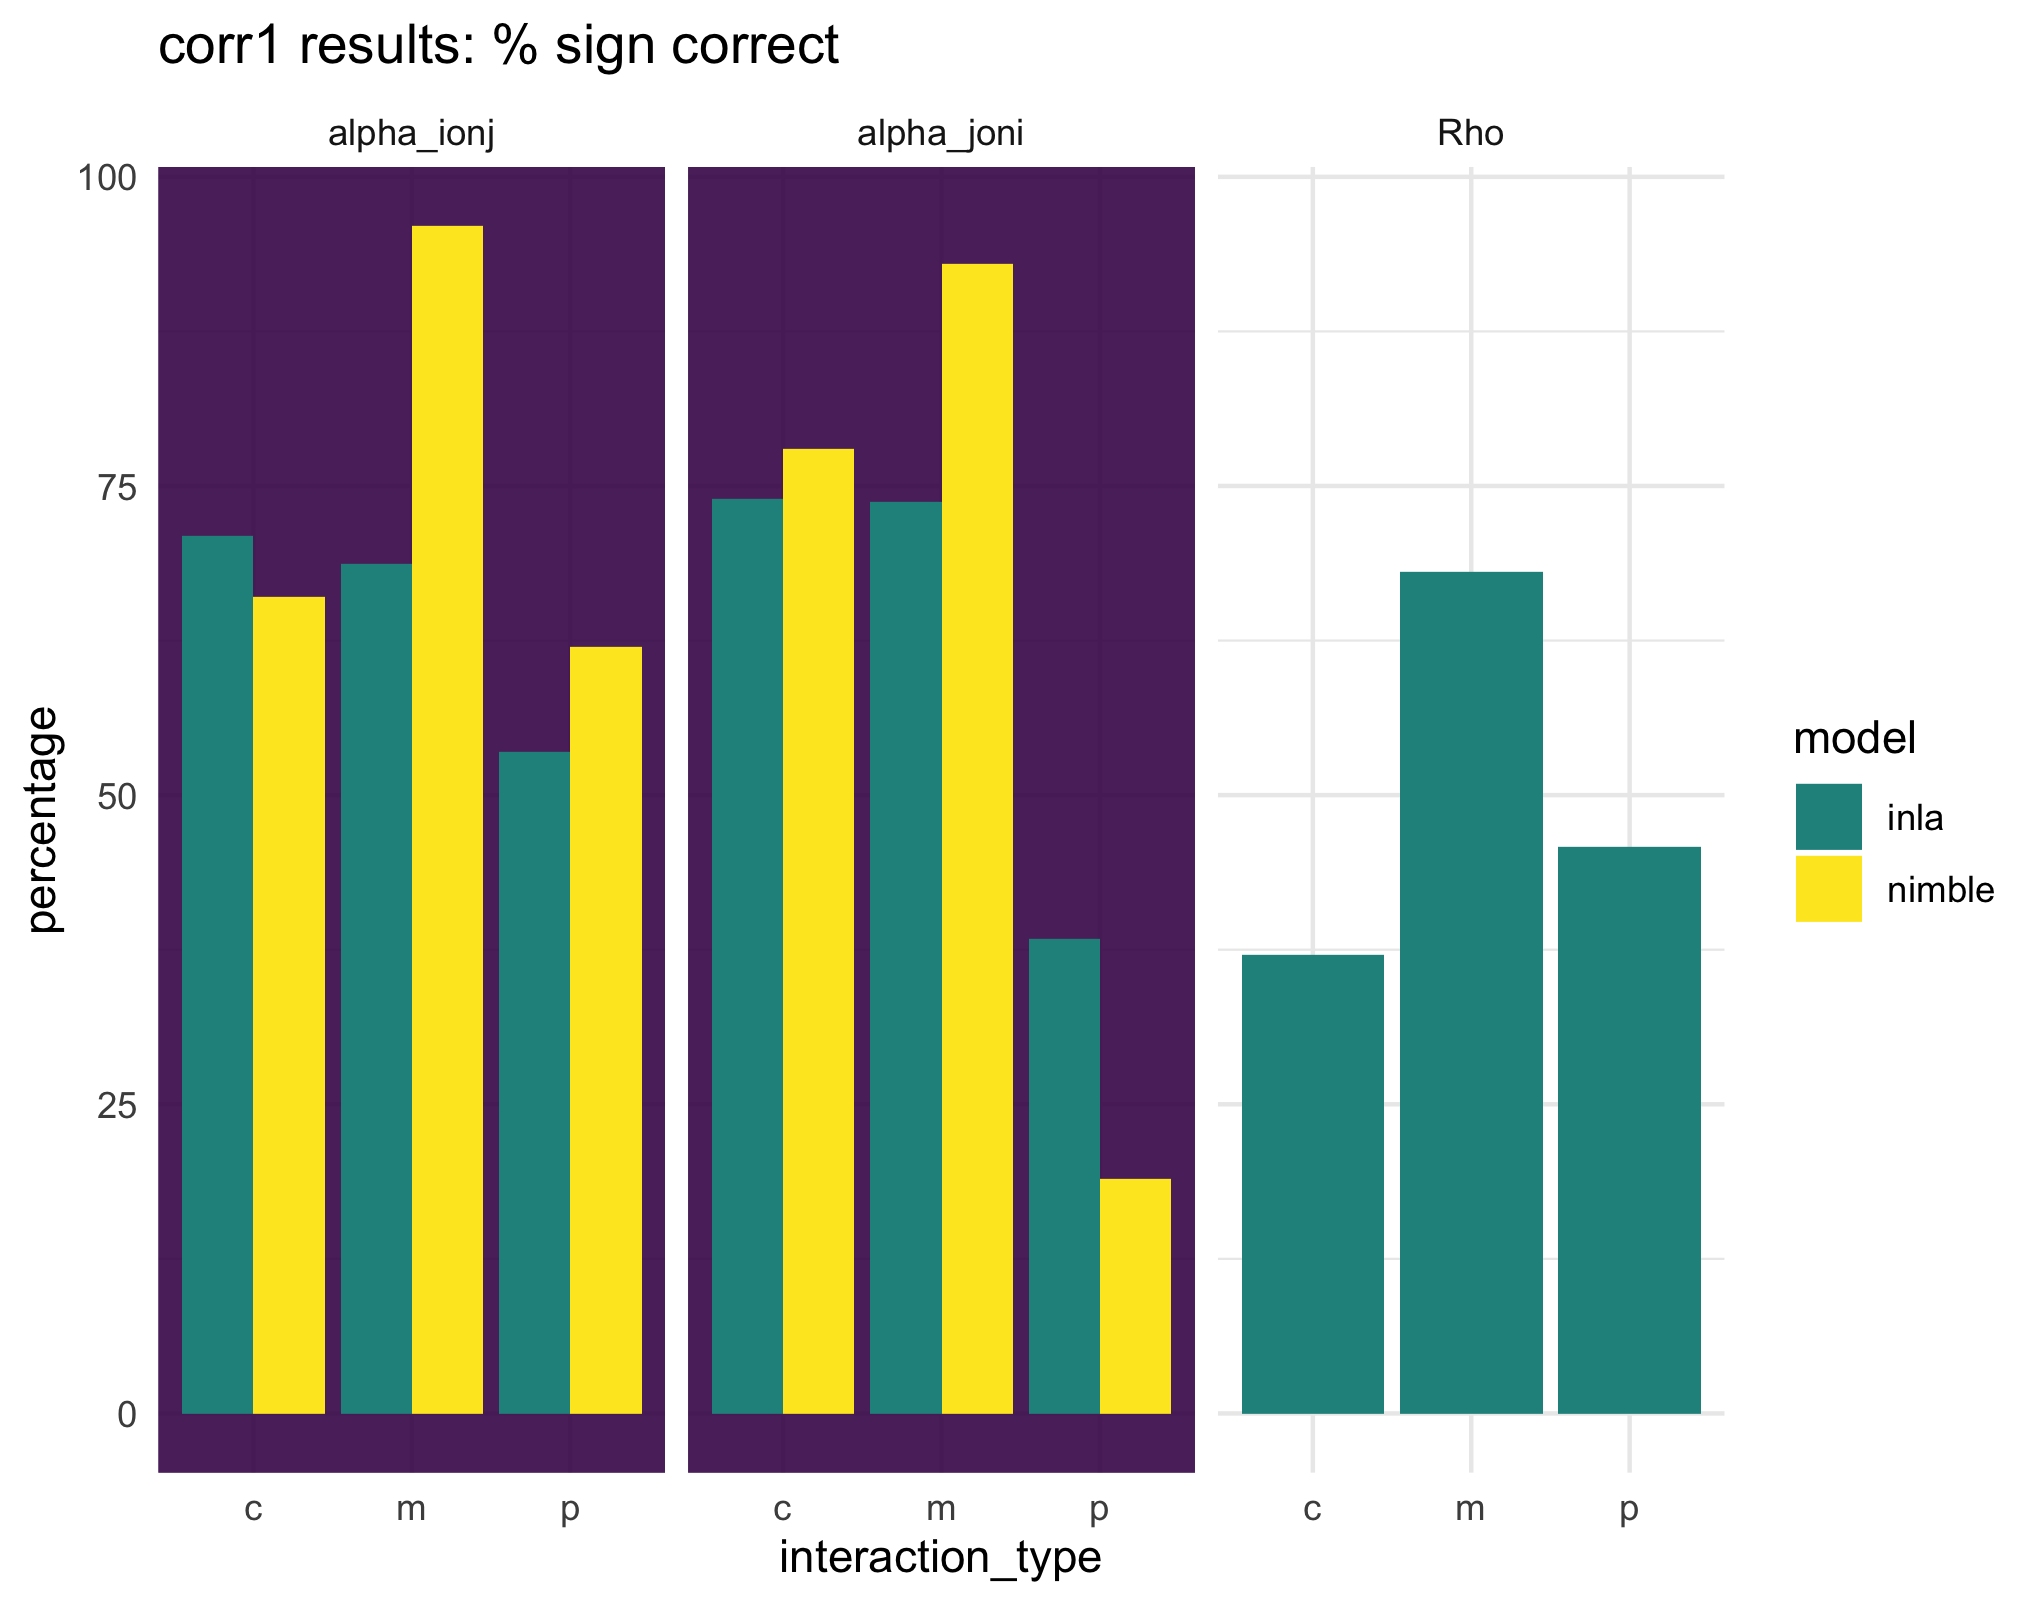 corr1 results: % sign correct
alpha_ionj alpha_joni Rho
100
75
50
25
0
percentage
c m p c m p c m p
interaction_type
model
inla
nimble